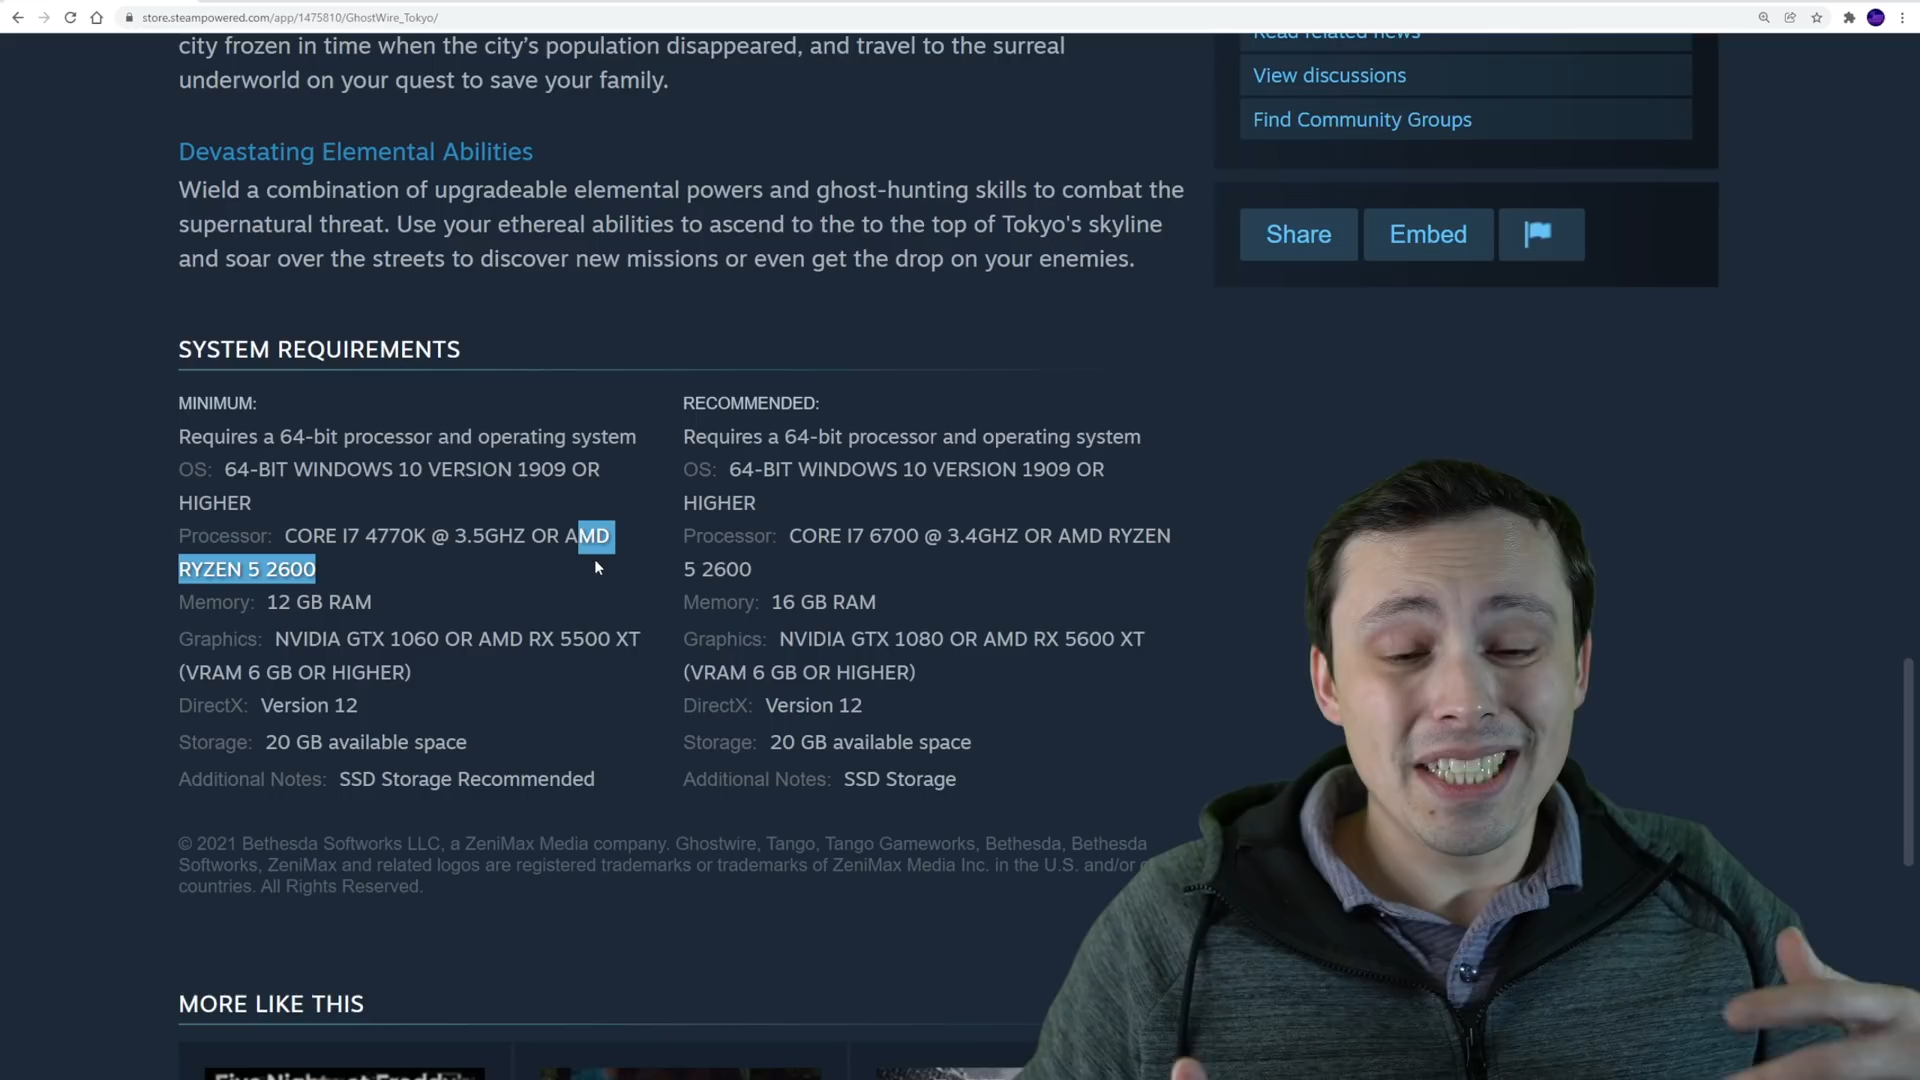 store.steampowered.com/app/1475810/GhostWire_Tokyo/
city frozen in time when the city's population disappeared, and travel to the surreal
underworld on your quest to save your family.
Read related news
View discussions
Find Community Groups
Devastating Elemental Abilities
Wield a combination of upgradeable elemental powers and ghost-hunting skills to combat the
supernatural threat. Use your ethereal abilities to ascend to the to the top of Tokyo's skyline
and soar over the streets to discover new missions or even get the drop on your enemies.
Share
Embed
SYSTEM REQUIREMENTS
MINIMUM:
Requires a 64-bit processor and operating system
OS: 64-BIT WINDOWS 10 VERSION 1909 OR
HIGHER
Processor: CORE I7 4770K @ 3.5GHZ OR AMD
RYZEN 5 2600
Memory: 12 GB RAM
Graphics: NVIDIA GTX 1060 OR AMD RX 5500 XT
(VRAM 6 GB OR HIGHER)
DirectX: Version 12
Storage: 20 GB available space
Additional Notes: SSD Storage Recommended
RECOMMENDED:
Requires a 64-bit processor and operating system
OS: 64-BIT WINDOWS 10 VERSION 1909 OR
HIGHER
Processor: CORE I7 6700 @ 3.4GHZ OR AMD RYZEN
5 2600
Memory: 16 GB RAM
Graphics: NVIDIA GTX 1080 OR AMD RX 5600 XT
(VRAM 6 GB OR HIGHER)
DirectX: Version 12
Storage: 20 GB available space
Additional Notes: SSD Storage
© 2021 Bethesda Softworks LLC, a ZeniMax Media company. Ghostwire, Tango, Tango Gameworks, Bethesda, Bethesda
Softworks, ZeniMax and related logos are registered trademarks or trademarks of ZeniMax Media Inc. in the U.S. and/or
countries. All Rights Reserved.
MORE LIKE THIS
Five Night at